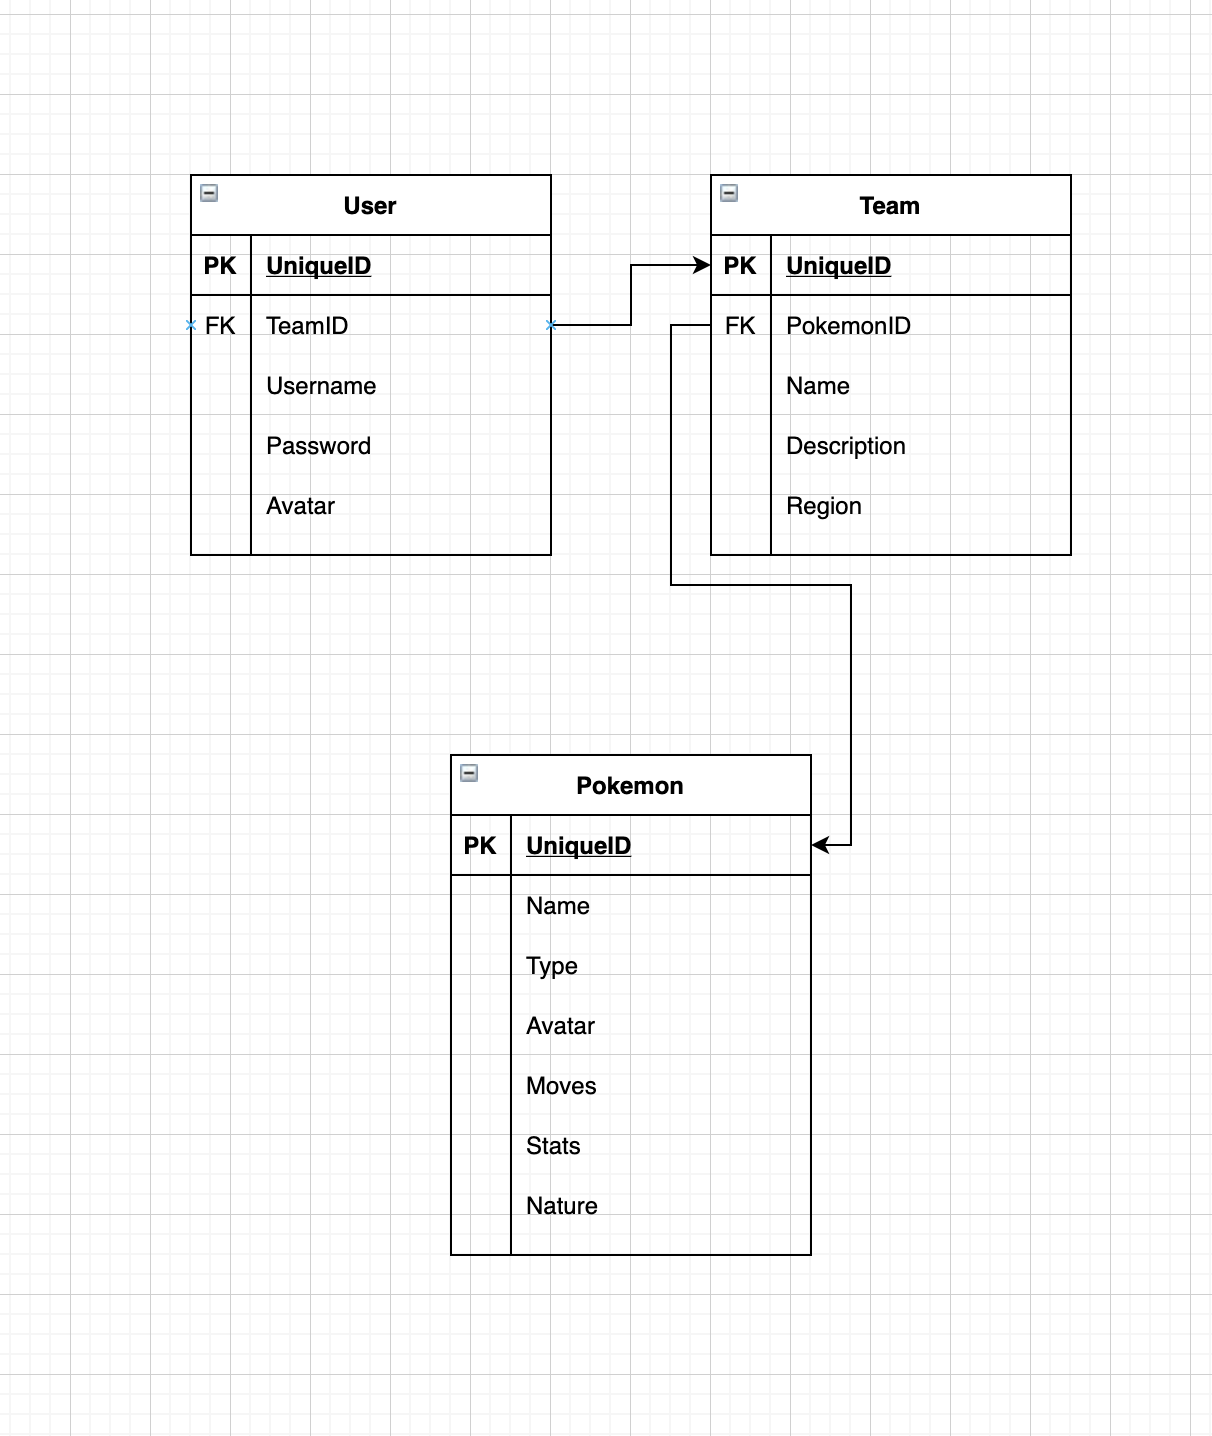 User
PK UniqueID
FK TeamID
Username
Password
Avatar
Team
PK UniqueID
FK PokemonID
Name
Description
Region
Pokemon
PK UniqueID
Name
Type
Avatar
Moves
Stats
Nature